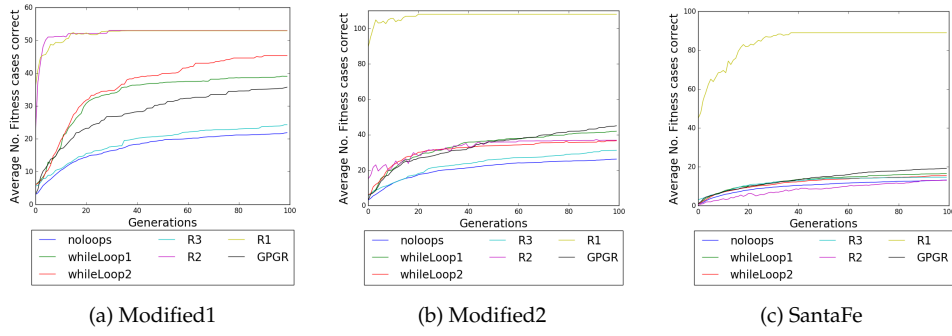 Average No. Fitness cases correct
60
50
40
30
20
10
0
0 20 40 60 80 100
Generations
noloops R3 R1
whileLoop1 R2 GPGR
whileLoop2
(a) Modified1
Average No. Fitness cases correct
100
80
60
40
20
0
0 20 40 60 80 100
Generations
noloops R3 R1
whileLoop1 R2 GPGR
whileLoop2
(b) Modified2
Average No. Fitness cases correct
100
80
60
40
20
0
0 20 40 60 80 100
Generations
noloops R3 R1
whileLoop1 R2 GPGR
whileLoop2
(c) SantaFe